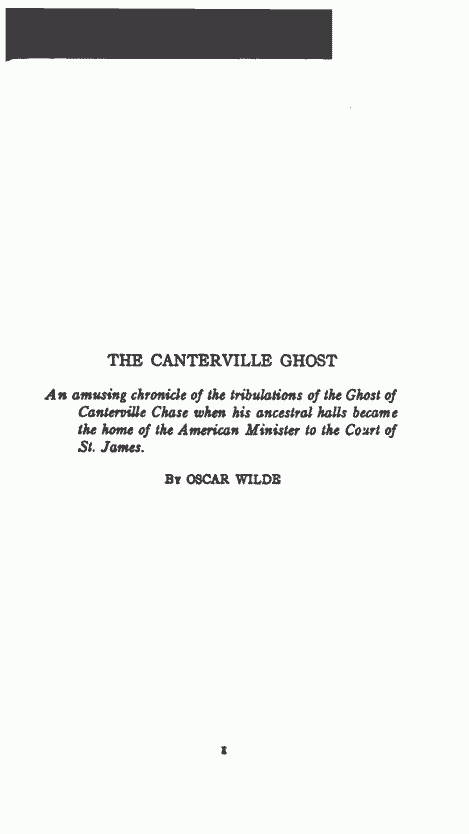 THE CANTERVILLE GHOST
An amusing chronicle of the tribulations of the Ghost of
Canterville Chase when his ancestral halls became
the home of the American Minister to the Court of
St. James.
By OSCAR WILDE
1